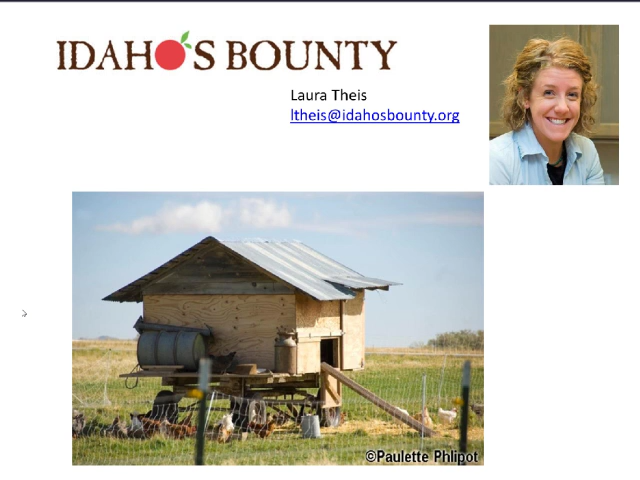 IDAHO'S BOUNTY
Laura Theis
ltheis@idahosbounty.org
©Paulette Phlipot